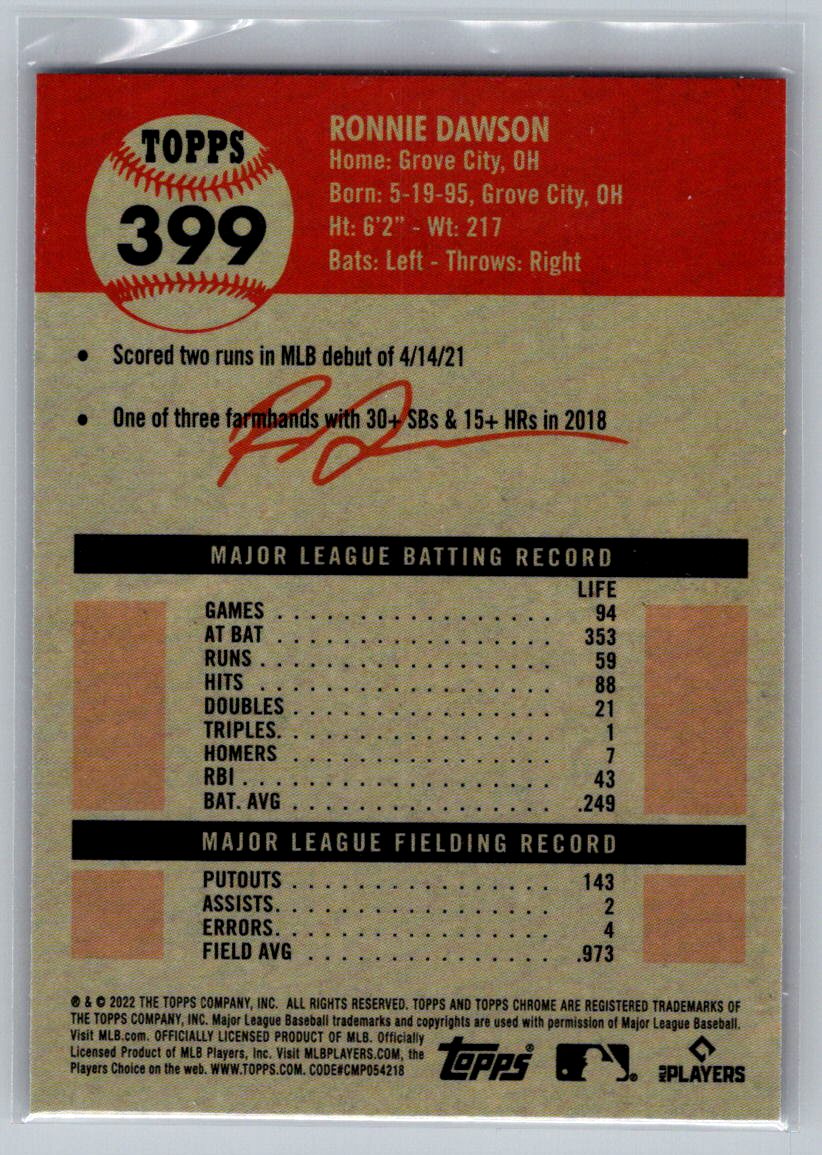 TOPPS
399
RONNIE DAWSON
Home: Grove City, OH
Born: 5-19-95, Grove City, OH
Ht: 6'2" - Wt: 217
Bats: Left - Throws: Right
• Scored two runs in MLB debut of 4/14/21
• One of three farmhands with 30+ SBs & 15+ HRs in 2018
MAJOR LEAGUE BATTING RECORD
LIFE
GAMES . . . . . . . . . . . . . . . . . . 94
AT BAT . . . . . . . . . . . . . . . . . . 353
RUNS . . . . . . . . . . . . . . . . . . . 59
HITS . . . . . . . . . . . . . . . . . . . 88
DOUBLES . . . . . . . . . . . . . . . . . 21
TRIPLES. . . . . . . . . . . . . . . . . . 1
HOMERS . . . . . . . . . . . . . . . . . 7
RBI . . . . . . . . . . . . . . . . . . . . 43
BAT. AVG . . . . . . . . . . . . . . . . . .249
MAJOR LEAGUE FIELDING RECORD
PUTOUTS . . . . . . . . . . . . . . . . . 143
ASSISTS. . . . . . . . . . . . . . . . . . 2
ERRORS. . . . . . . . . . . . . . . . . . 4
FIELD AVG . . . . . . . . . . . . . . . . .973
® & © 2022 THE TOPPS COMPANY, INC. ALL RIGHTS RESERVED. TOPPS AND TOPPS CHROME ARE REGISTERED TRADEMARKS OF
THE TOPPS COMPANY, INC. Major League Baseball trademarks and copyrights are used with permission of Major League Baseball.
Visit MLB.com. OFFICIALLY LICENSED PRODUCT OF MLB. Officially
Licensed Product of MLB Players, Inc. Visit MLBPLAYERS.COM, the
Players Choice on the web. WWW.TOPPS.COM. CODE#CMP054218
Topps®
MLB PLAYERS